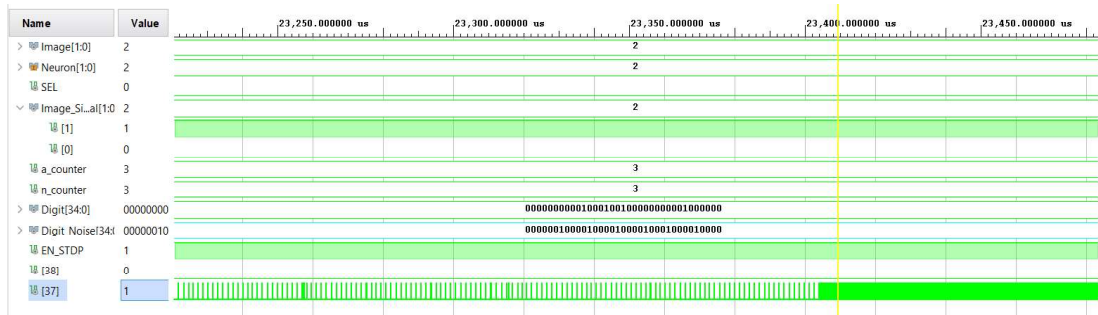 Name Value 23,250.000000 us 23,300.000000 us 23,350.000000 us 23,400.000000 us 23,450.000000 us
Image[1:0] 2 2
Neuron[1:0] 2 2
SEL 0
Image_Si...al[1:0 2 2
[1] 1
[0] 0
a_counter 3 3
n_counter 3 3
Digit[34:0] 00000000 00000000010001001000000000001000000
Digit Noise[34:( 00000010 00000010000100001000010001000010000
EN_STDP 1
[38] 0
[37] 1